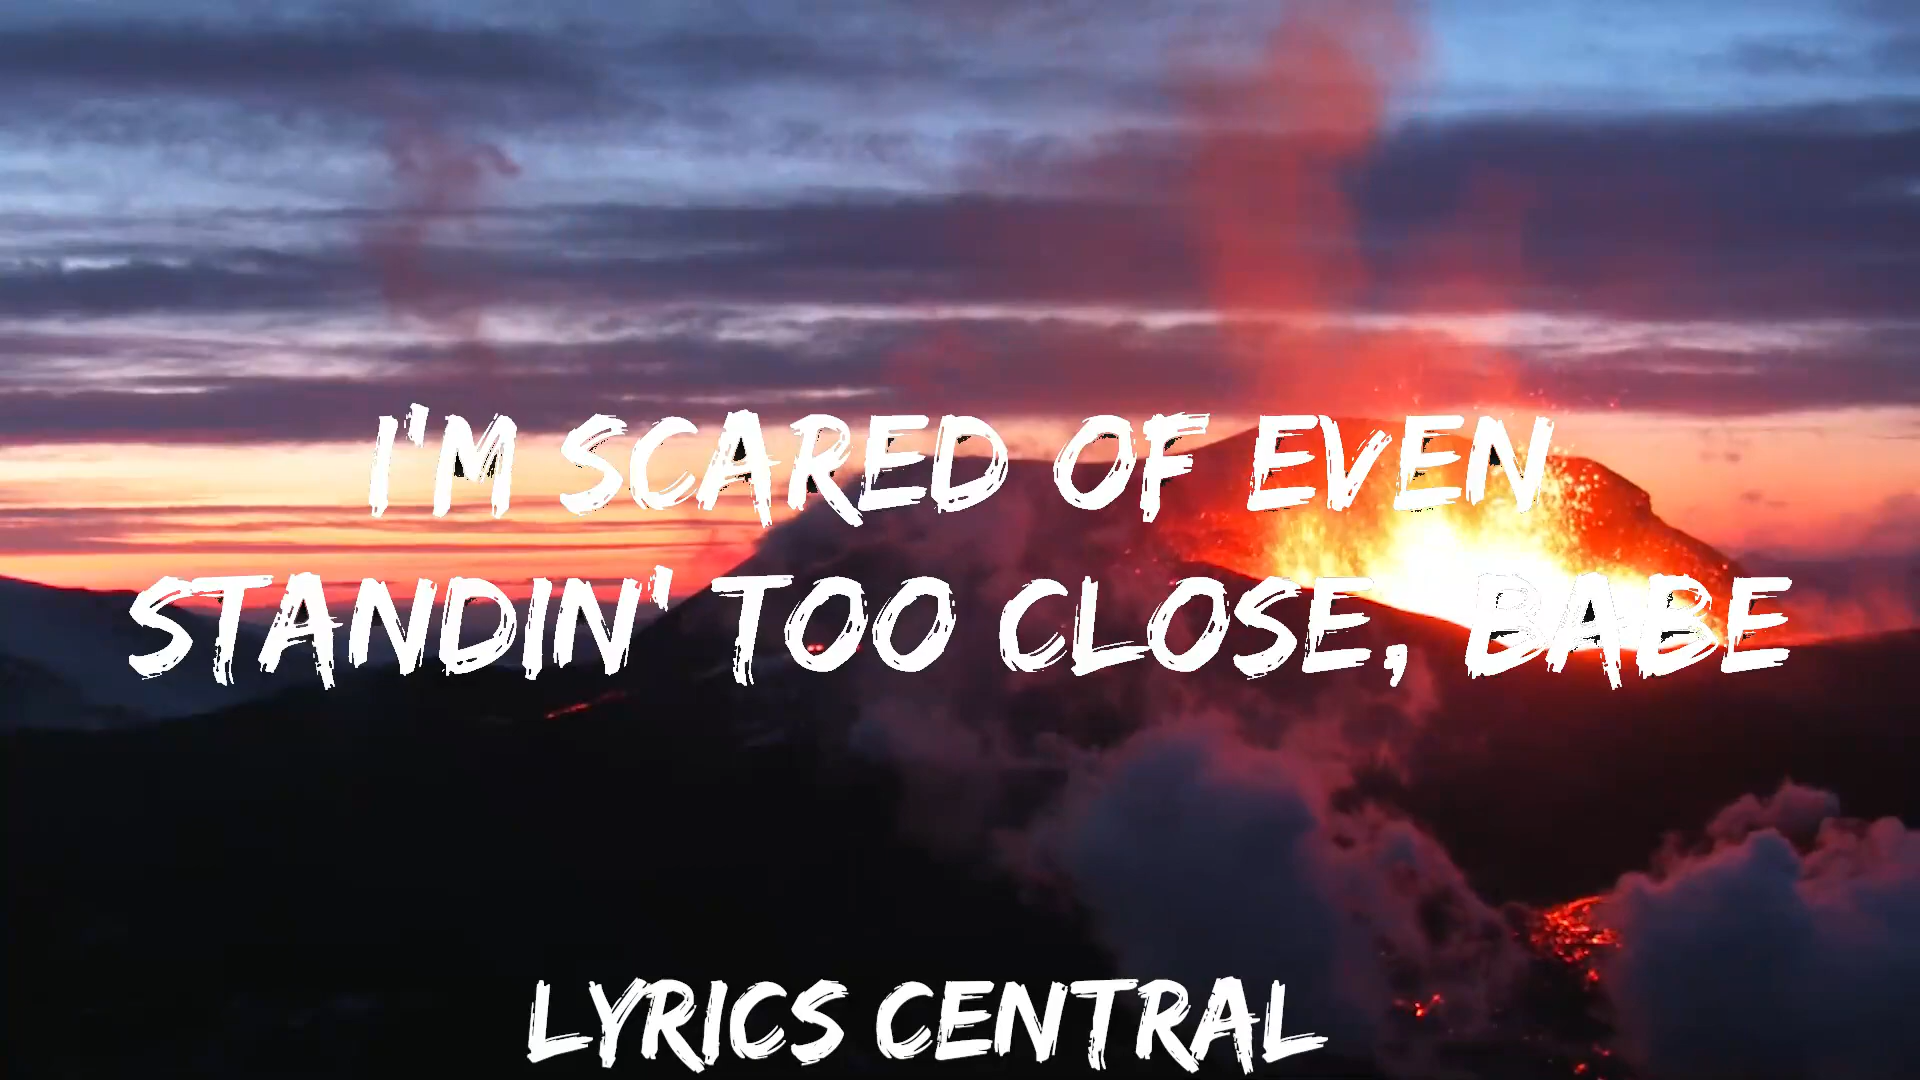 I'M SCARED OF EVEN
STANDIN' TOO CLOSE, BABE
LYRICS CENTRAL